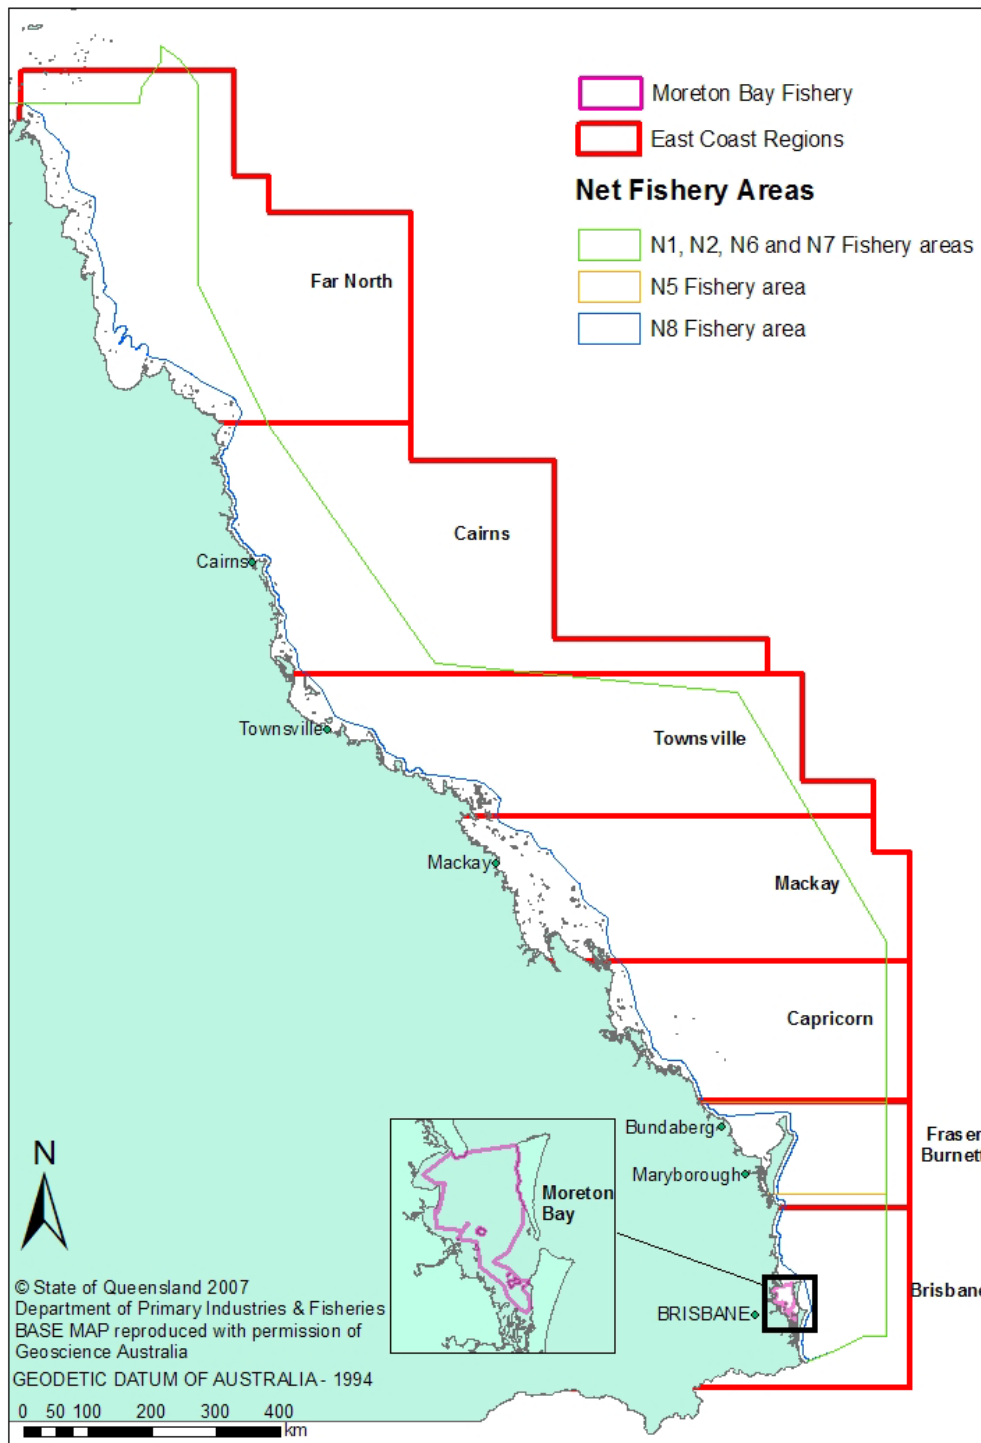 Moreton Bay Fishery
East Coast Regions
Net Fishery Areas
N1, N2, N6 and N7 Fishery areas
N5 Fishery area
N8 Fishery area
Far North
Cairns
Cairns
Townsville
Townsville
Mackay
Mackay
Capricorn
Bundaberg
Fraser
Burnett
Maryborough
Moreton
Bay
Brisbane
BRISBANE
N
© State of Queensland 2007
Department of Primary Industries & Fisheries
BASE MAP reproduced with permission of
Geoscience Australia
GEODETIC DATUM OF AUSTRALIA - 1994
0 50 100 200 300 400
km